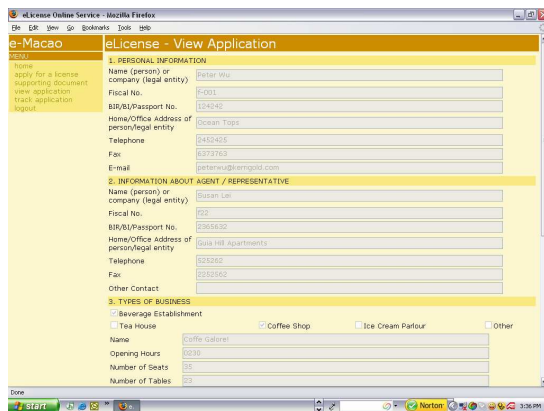 eLicense Online Service - Mozilla Firefox
File Edit View Go Bookmarks Tools Help
e-Macao
eLicense - View Application
MENU
home
apply for a license
supporting document
view application
track application
logout
1. PERSONAL INFORMATION
Name (person) or company (legal entity) Peter Wu
Fiscal No. F-001
BIR/BI/Passport No. 124242
Home/Office Address of person/legal entity Ocean Tops
Telephone 2452425
Fax 6373763
E-mail
2. INFORMATION ABOUT AGENT / REPRESENTATIVE
Name (person) or company (legal entity) Susan Lei
Fiscal No. f22
BIR/BI/Passport No. 2365632
Home/Office Address of person/legal entity Guia Hill Apartments
Telephone 525262
Fax 2252562
Other Contact
3. TYPES OF BUSINESS
Beverage Establishment
Tea House Coffee Shop Ice Cream Parlour Other
Name Coffe Galore!
Opening Hours 0230
Number of Seats 35
Number of Tables 23
Done
start Norton 3:36 PM